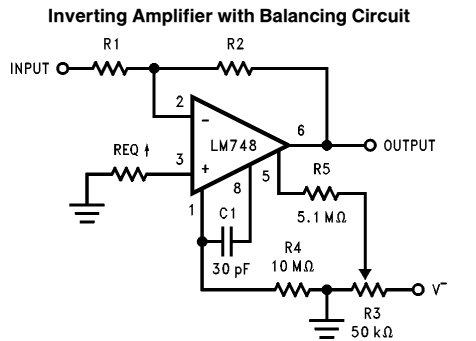 Inverting Amplifier with Balancing Circuit
R1
R2
INPUT
2
-
6
LM748
OUTPUT
REQ †
3
+
5
R5
8
1
C1
5.1 MΩ
30 pF
R4
10 MΩ
V⁻
R3
50 kΩ